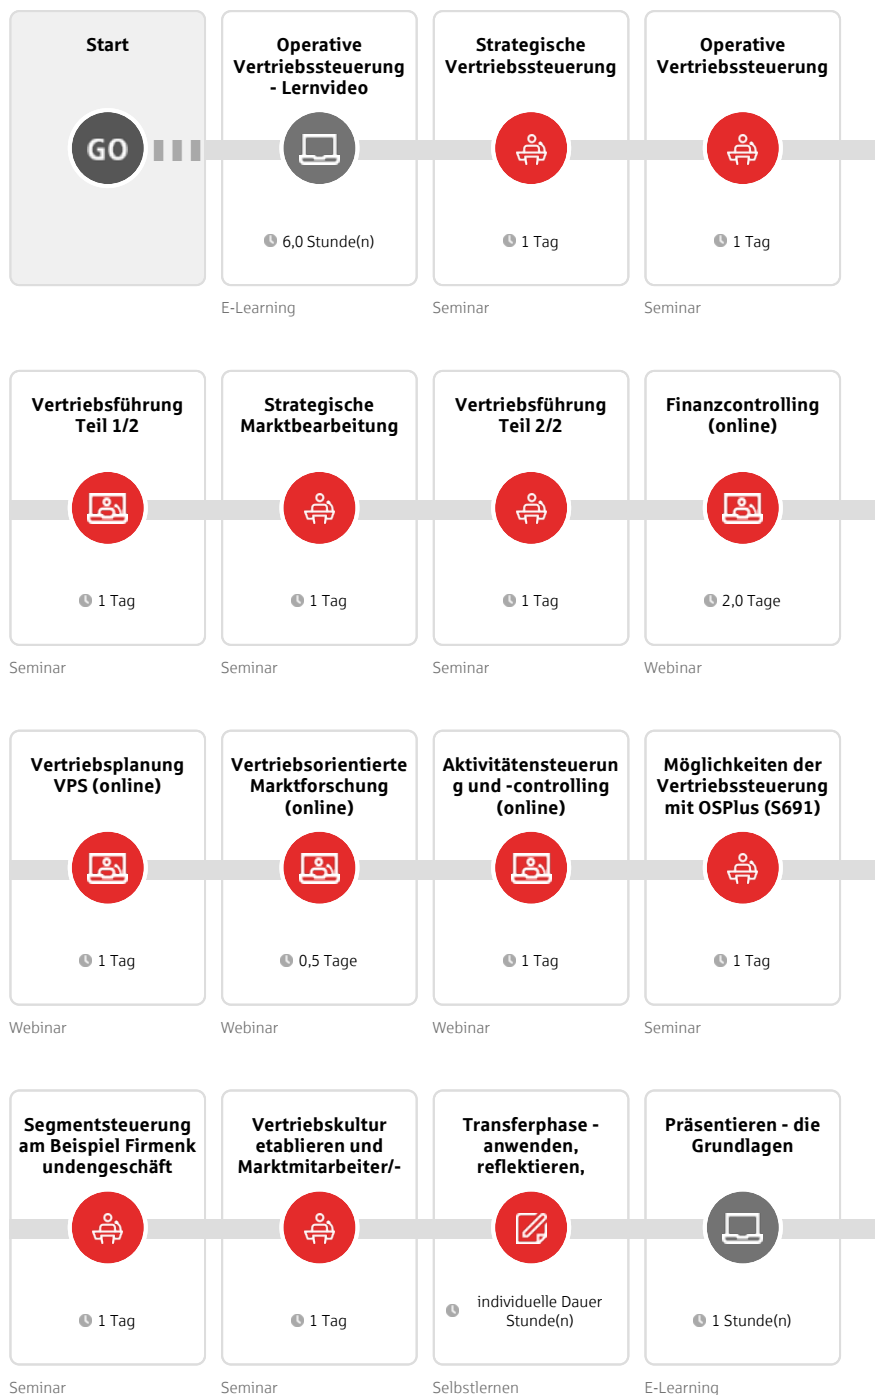 Start
GO
Operative
Vertriebssteuerung
- Lernvideo
6,0 Stunde(n)
E-Learning
Strategische
Vertriebssteuerung
1 Tag
Seminar
Operative
Vertriebssteuerung
1 Tag
Seminar
Vertriebsführung
Teil 1/2
1 Tag
Seminar
Strategische
Marktbearbeitung
1 Tag
Seminar
Vertriebsführung
Teil 2/2
1 Tag
Seminar
Finanzcontrolling
(online)
2,0 Tage
Webinar
Vertriebsplanung
VPS (online)
1 Tag
Webinar
Vertriebsorientierte
Marktforschung
(online)
0,5 Tage
Webinar
Aktivitätensteuerun
g und -controlling
(online)
1 Tag
Webinar
Möglichkeiten der
Vertriebssteuerung
mit OSPlus (S691)
1 Tag
Seminar
Segmentsteuerung
am Beispiel Firmenk
undengeschäft
1 Tag
Seminar
Vertriebskultur
etablieren und
Marktmitarbeiter/-
1 Tag
Seminar
Transferphase -
anwenden,
reflektieren,
individuelle Dauer
Stunde(n)
Selbstlernen
Präsentieren - die
Grundlagen
1 Stunde(n)
E-Learning